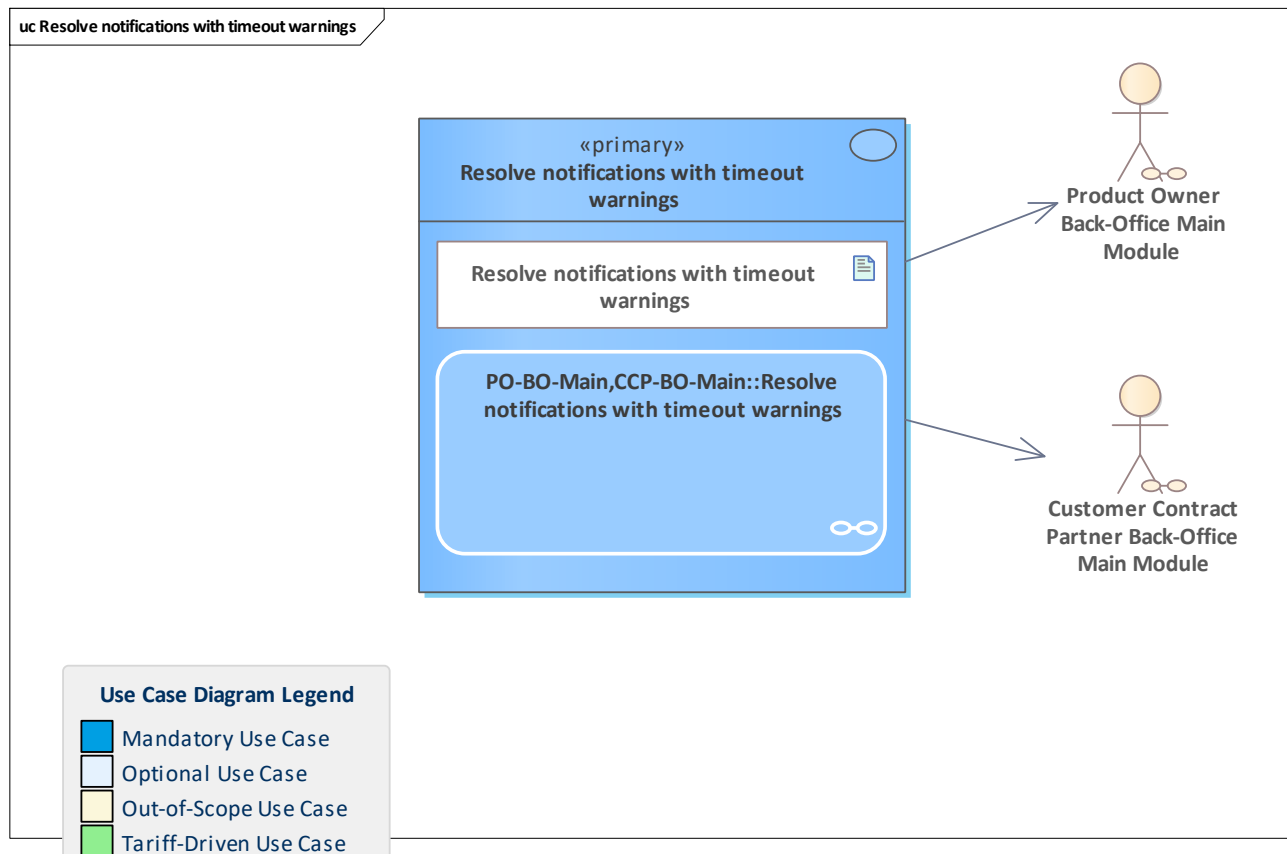 uc Resolve notifications with timeout warnings
«primary»
Resolve notifications with timeout
warnings
Resolve notifications with timeout
warnings
PO-BO-Main,CCP-BO-Main::Resolve
notifications with timeout warnings
Product Owner
Back-Office Main
Module
Customer Contract
Partner Back-Office
Main Module
Use Case Diagram Legend
Mandatory Use Case
Optional Use Case
Out-of-Scope Use Case
Tariff-Driven Use Case